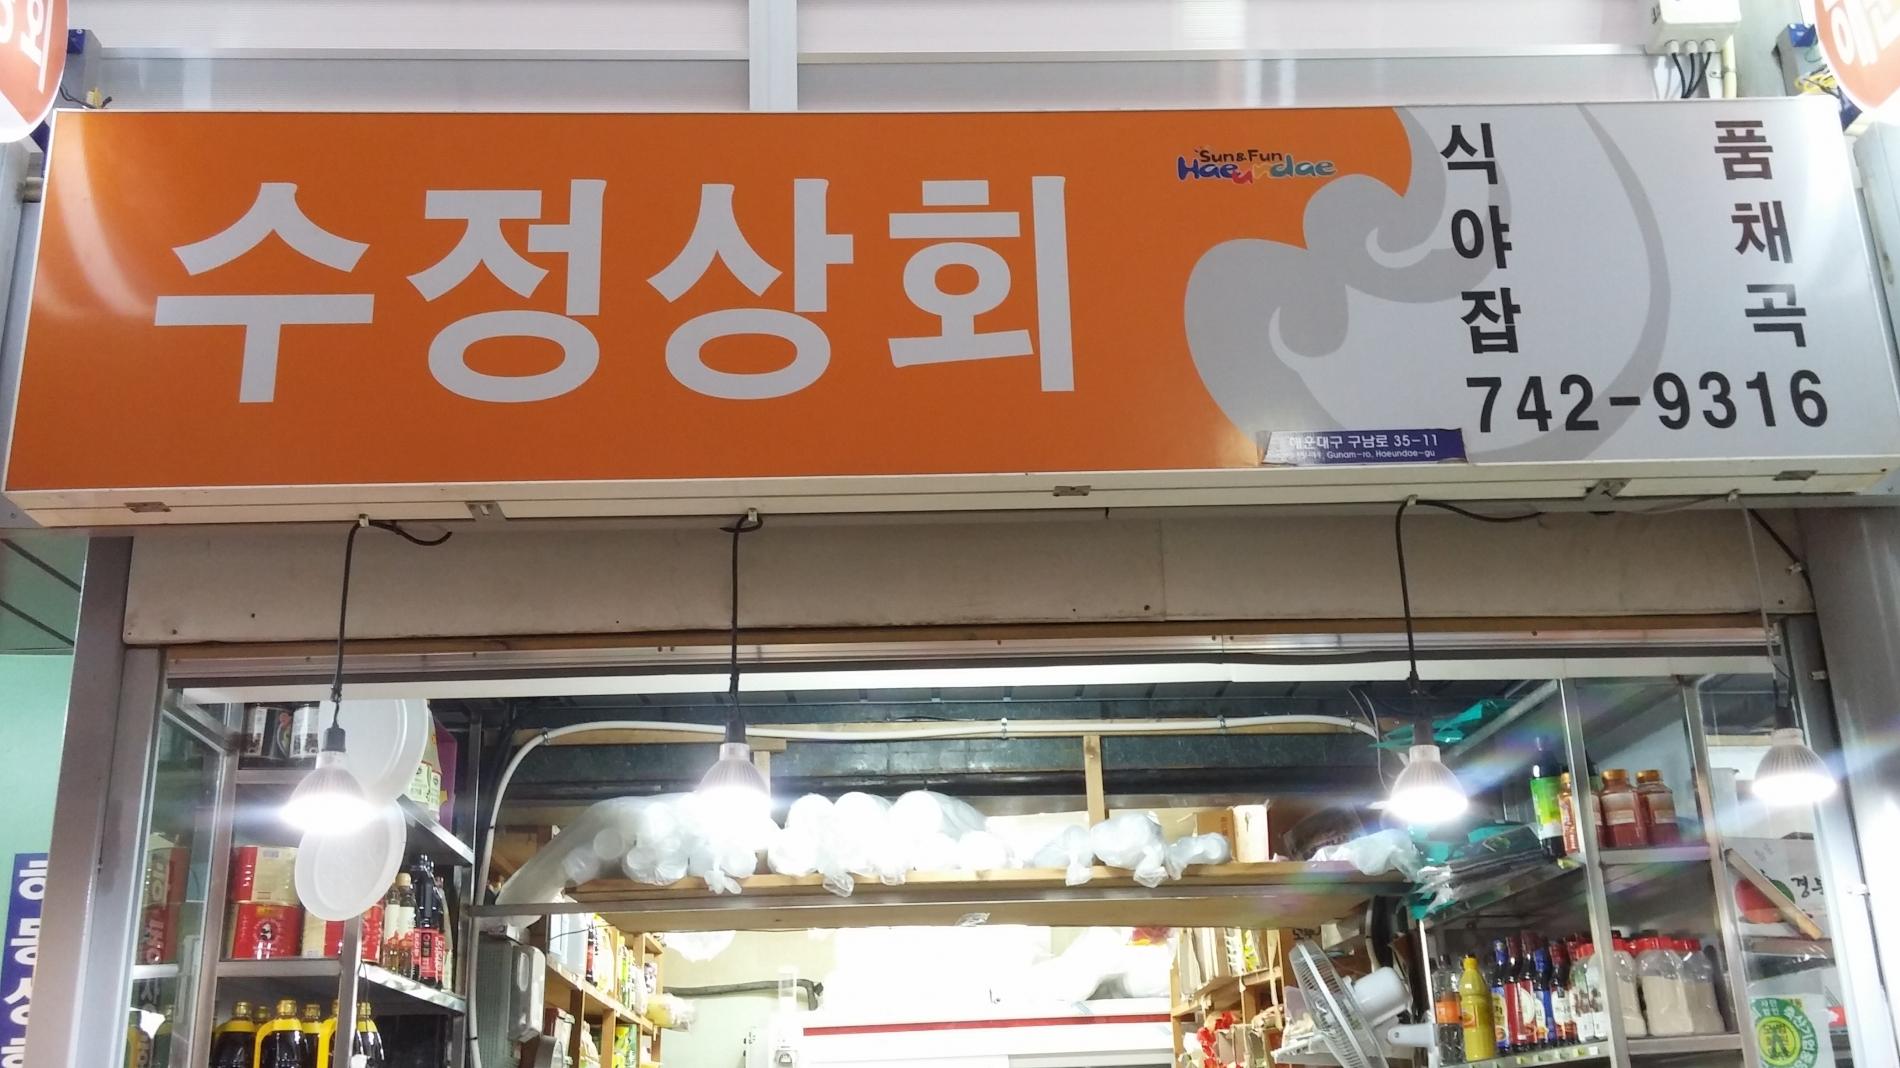 수정상회
Sun&Fun
Haeundae
식 품
야 채
잡 곡
742-9316
해운대구 구남로 35-11
Gunam-ro, Haeundae-gu